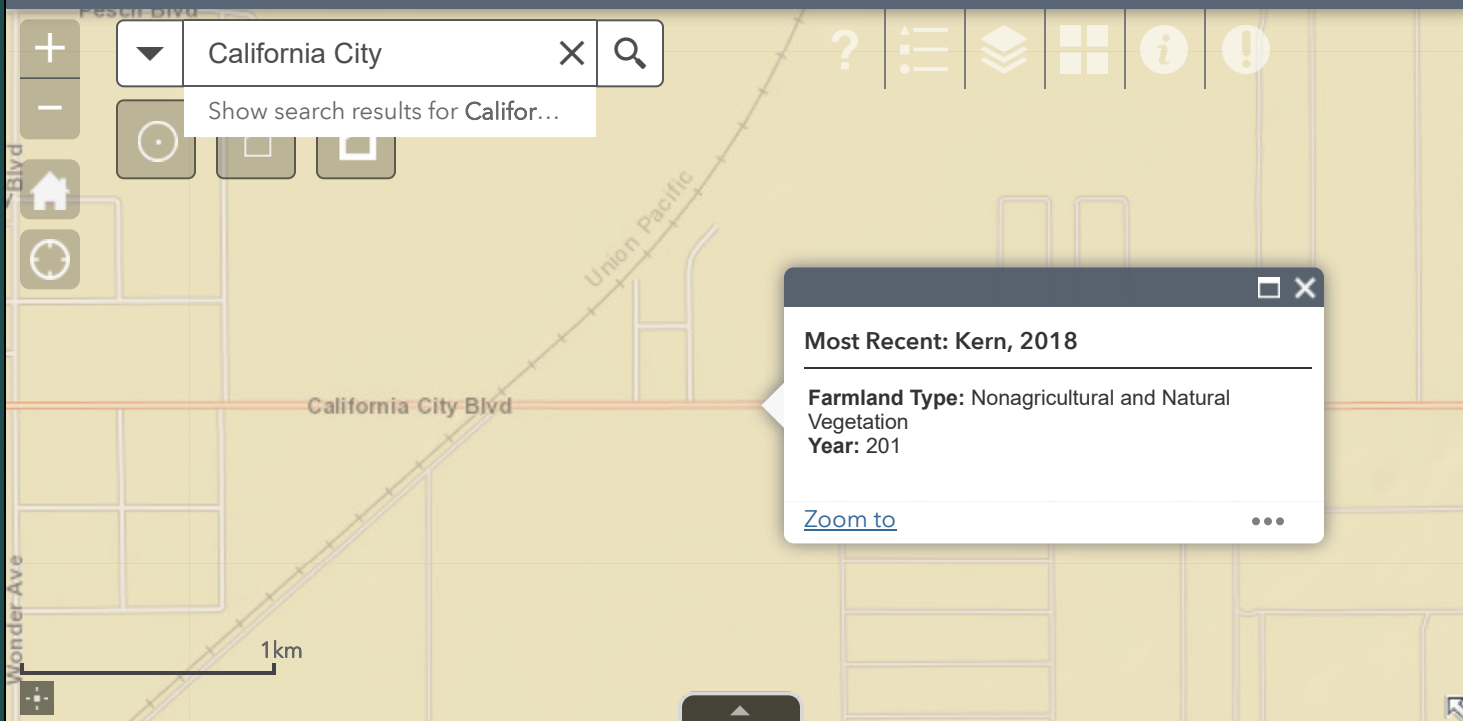 Pesch Blvd
California City
Show search results for Califor...
?
Blvd
Union Pacific
Most Recent: Kern, 2018
Farmland Type: Nonagricultural and Natural
Vegetation
Year: 201
California City Blvd
Zoom to
Wonder Ave
1km